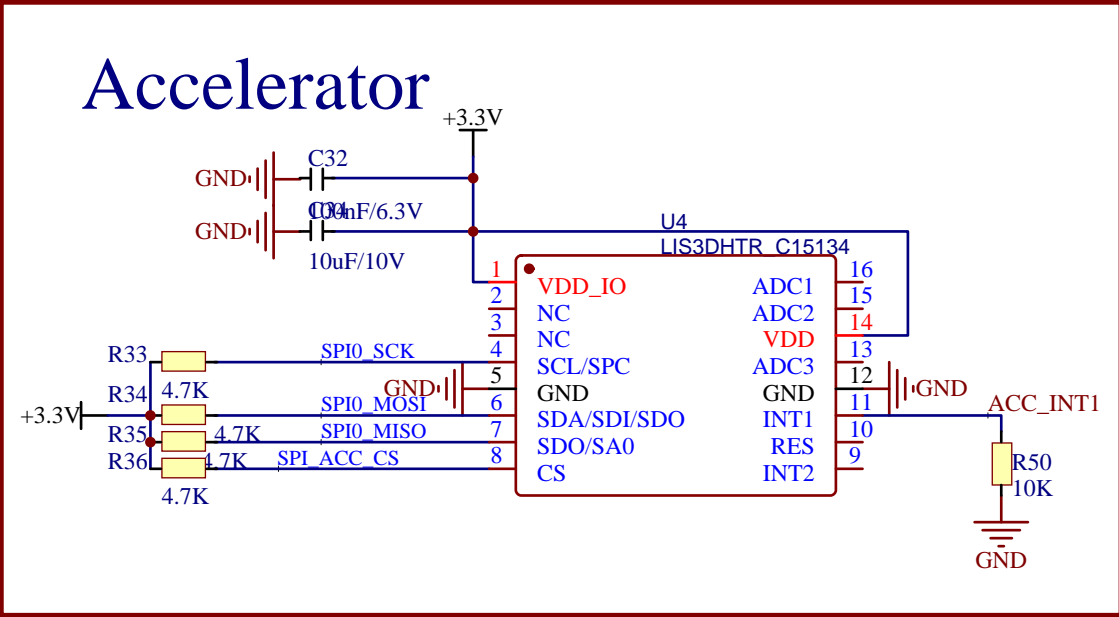 Accelerator
+3.3V
GND
C32
100nF/6.3V
GND
C34
10uF/10V
U4
LIS3DHTR_C15134
1
VDD_IO
2
NC
3
NC
4
SCL/SPC
5
GND
6
SDA/SDI/SDO
7
SDO/SA0
8
CS
16
ADC1
15
ADC2
14
VDD
13
ADC3
12
GND
11
INT1
10
RES
9
INT2
R33
4.7K
SPI0_SCK
GND
R34
4.7K
SPI0_MOSI
+3.3V
R35
4.7K
SPI0_MISO
R36
4.7K
SPI_ACC_CS
GND
ACC_INT1
R50
10K
GND